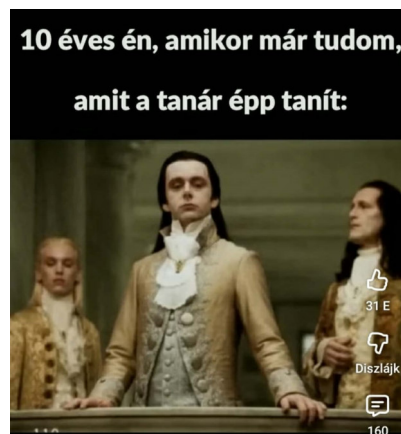 10 éves én, amikor már tudom,
amit a tanár épp tanít:
31 E
Diszlájk
160